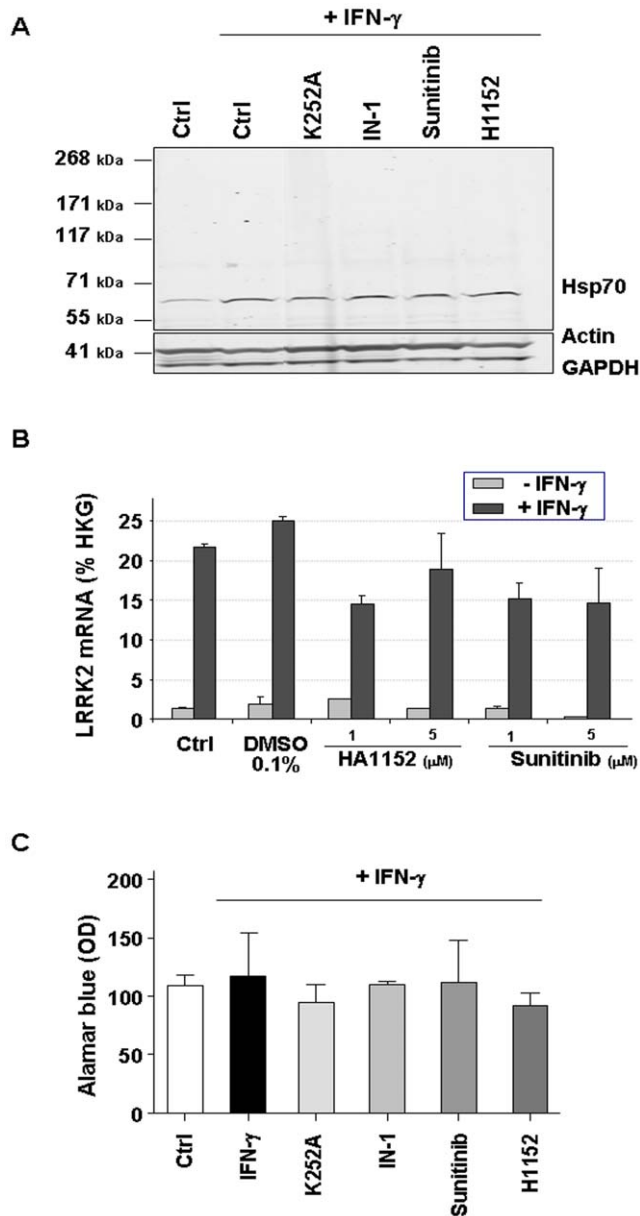 A
+ IFN-γ
Ctrl Ctrl K252A IN-1 Sunitinib H1152
268 kDa
171 kDa
117 kDa
71 kDa
Hsp70
55 kDa
Actin
41 kDa
GAPDH
B
- IFN-γ
+ IFN-γ
LRRK2 mRNA (% HKG)
25
20
15
10
5
0
1 5 1 5
Ctrl DMSO HA1152 (μM) Sunitinib (μM)
0.1%
C
+ IFN-γ
Alamar blue (OD)
200
150
100
50
0
Ctrl IFN-γ K252A IN-1 Sunitinib H1152